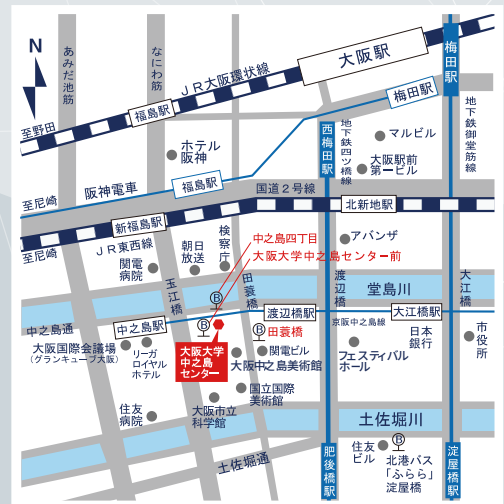 N
あみだ池筋
なにわ筋
JR大阪環状線
大阪駅
梅田駅
福島駅
至野田
梅田駅
地下鉄御堂筋線
ホテル
阪神
西梅田駅
地下鉄四ツ橋線
マルビル
大阪駅前
第一ビル
至尼崎
阪神電車
福島駅
国道2号線
新福島駅
北新地駅
至尼崎
JR東西線
関電
病院
朝日
放送
検察庁
中之島四丁目
大阪大学中之島センター前
アバンザ
玉江橋
田蓑橋
渡辺橋
堂島川
大江橋
中之島通
中之島駅
渡辺橋駅
大江橋駅
京阪中之島線
B
B
B
田蓑橋
日本
銀行
市役所
大阪国際会議場
(グランキューブ大阪)
リーガ
ロイヤル
ホテル
大阪大学
中之島
センター
関電ビル
大阪中之島美術館
フェスティバル
ホール
国立国際
美術館
住友
病院
大阪市立
科学館
土佐堀川
土佐堀通
肥後橋駅
住友
ビル
B
北港バス
「ふらら」
淀屋橋
淀屋橋駅